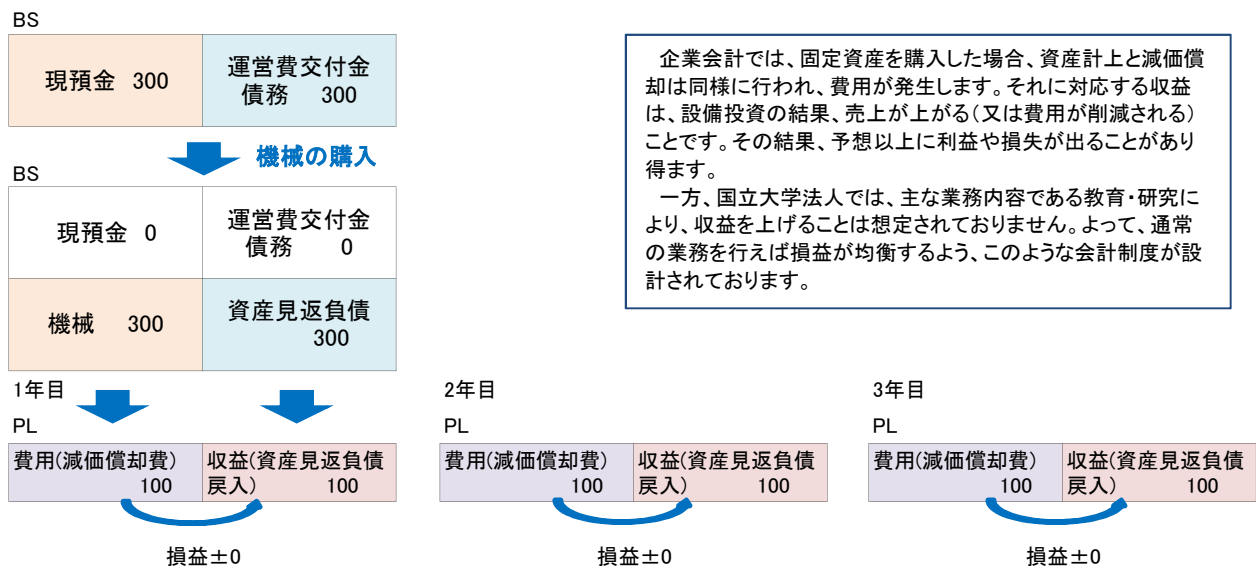 BS
現預金 300
運営費交付金
債務 300
機械の購入
BS
現預金 0
運営費交付金
債務 0
機械 300
資産見返負債
300
企業会計では、固定資産を購入した場合、資産計上と減価償
却は同様に行われ、費用が発生します。それに対応する収益
は、設備投資の結果、売上が上がる(又は費用が削減される)
ことです。その結果、予想以上に利益や損失が出ることがあり
得ます。
一方、国立大学法人では、主な業務内容である教育・研究に
より、収益を上げることは想定されておりません。よって、通常
の業務を行えば損益が均衡するよう、このような会計制度が設
計されております。
1年目
PL
費用(減価償却費)
100
収益(資産見返負債
戻入) 100
損益±0
2年目
PL
費用(減価償却費)
100
収益(資産見返負債
戻入) 100
損益±0
3年目
PL
費用(減価償却費)
100
収益(資産見返負債
戻入) 100
損益±0